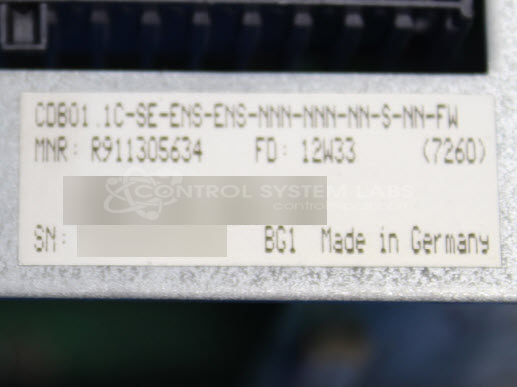 CDB01.1C-SE-ENS-ENS-NNN-NNN-NN-S-NN-FW
MNR: R911305634 FD: 12W33 (7260)
CONTROL SYSTEM LABS
SN: BG1 Made in Germany